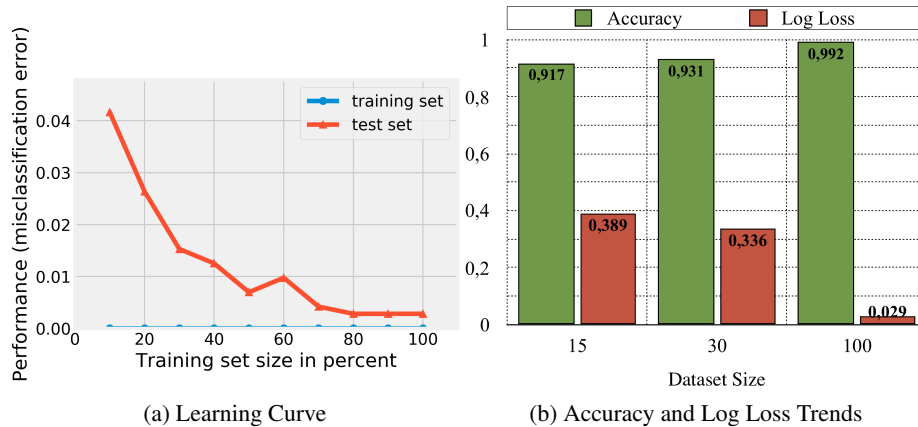 Performance (misclassification error)
training set
test set
0.04
0.03
0.02
0.01
0.00
0 20 40 60 80 100
Training set size in percent
(a) Learning Curve
Accuracy Log Loss
1
0,8
0,6
0,4
0,2
0
0,917 0,931 0,992
0,389 0,336 0,029
15 30 100
Dataset Size
(b) Accuracy and Log Loss Trends